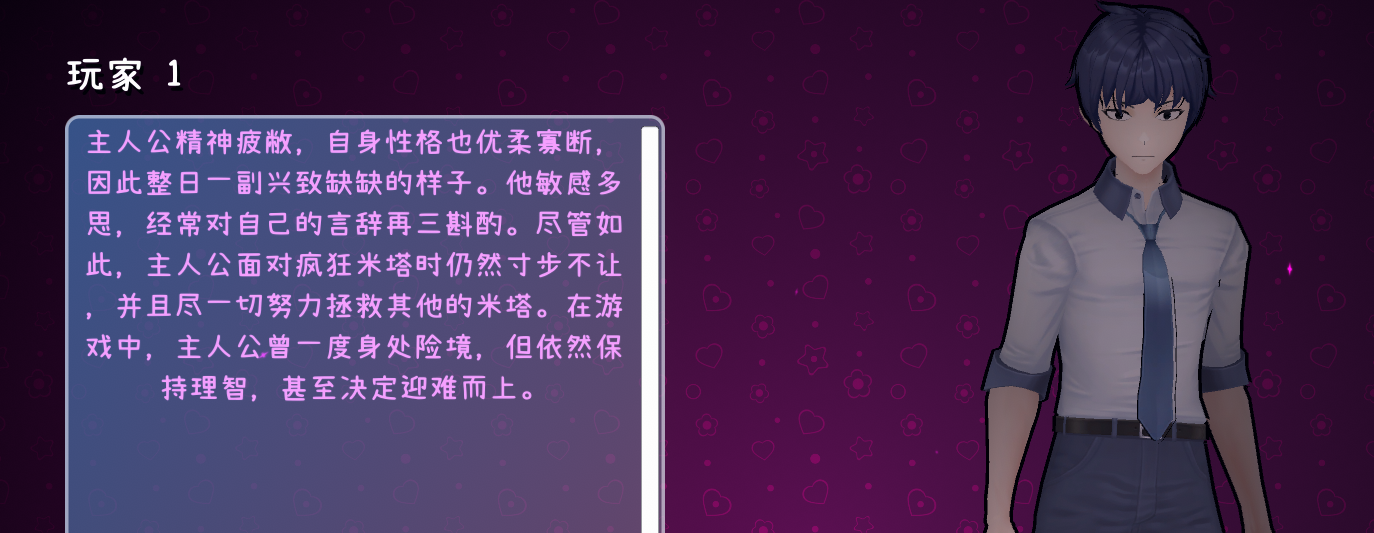 玩家 1
主人公精神疲敝，自身性格也优柔寡断，
因此整日一副兴致缺缺的样子。他敏感多
思，经常对自己的言辞再三斟酌。尽管如
此，主人公面对疯狂米塔时仍然寸步不让
，并且尽一切努力拯救其他的米塔。在游
戏中，主人公曾一度身处险境，但依然保
持理智，甚至决定迎难而上。